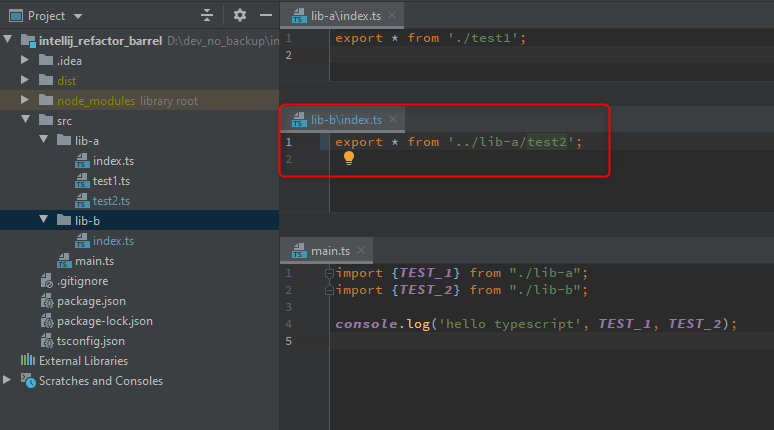 Project
intellij_refactor_barrel D:\dev_no_backup\in
.idea
dist
node_modules library root
src
lib-a
index.ts
test1.ts
test2.ts
lib-b
index.ts
main.ts
.gitignore
package.json
package-lock.json
tsconfig.json
External Libraries
Scratches and Consoles
lib-a\index.ts
1 export * from './test1';
2
lib-b\index.ts
1 export * from '../lib-a/test2';
2
main.ts
1 import {TEST_1} from "./lib-a";
2 import {TEST_2} from "./lib-b";
3
4 console.log('hello typescript', TEST_1, TEST_2);
5